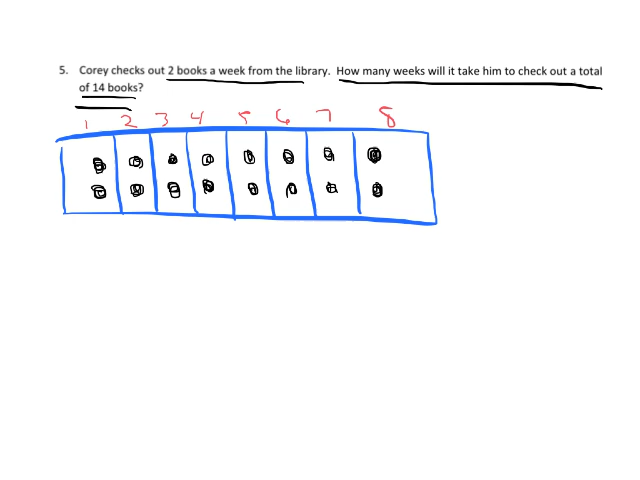 5. Corey checks out 2 books a week from the library. How many weeks will it take him to check out a total
of 14 books?
1 2 3 4 5 6 7 8